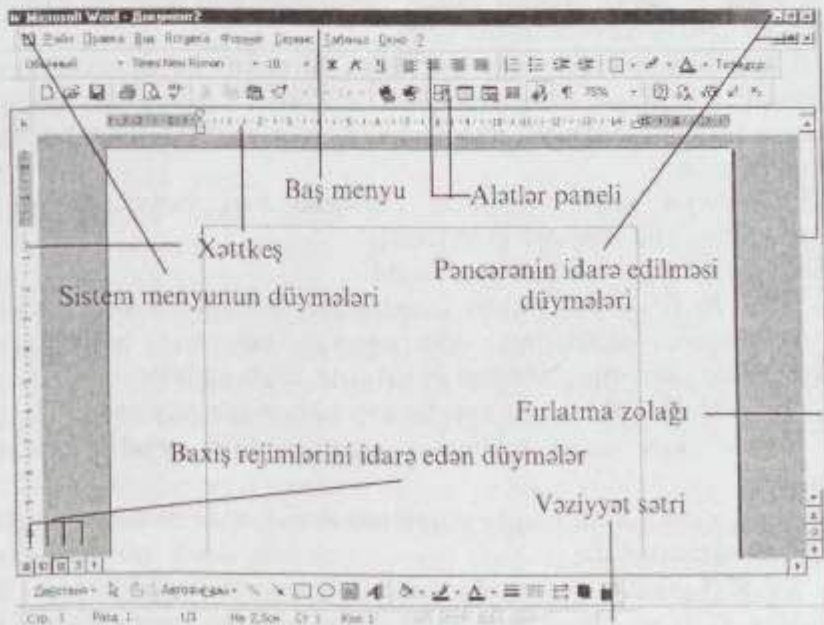 Microsoft Word - Документ2
Файл Правка Вид Вставка Формат Сервис Таблица Окно ?
Обычный Times New Roman 10 Ж К Ч
75%
Baş menyu
Alətlər paneli
Xəttkeş
Pəncərənin idarə edilməsi
düymələri
Sistem menyunun düymələri
Fırlatma zolağı
Baxış rejimlərini idarə edən düymələr
Vəziyyət sətri
Действия Автофигуры
Стр. 1 Разд 1 1/1 На 2,5см Ст 1 Кол 1